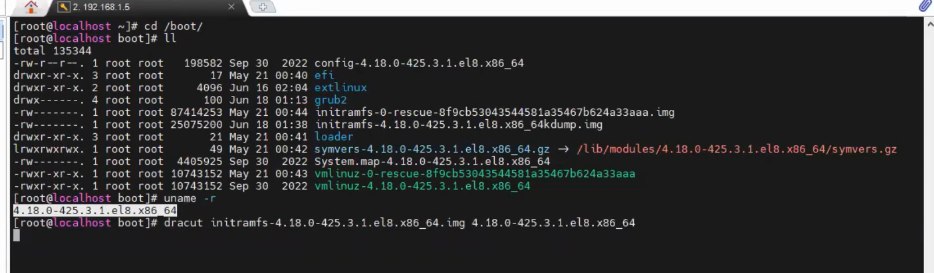 2. 192.168.1.5
[root@localhost ~]# cd /boot/
[root@localhost boot]# ll
total 135344
-rw-r--r--. 1 root root   198582 Sep 30  2022 config-4.18.0-425.3.1.el8.x86_64
drwxr-xr-x. 3 root root       17 May 21 00:40 efi
drwxr-xr-x. 2 root root     4096 Jun 16 02:04 extlinux
drwx------. 4 root root      100 Jun 18 01:13 grub2
-rw-------. 1 root root 87414253 May 21 00:44 initramfs-0-rescue-8f9cb53043544581a35467b624a33aaa.img
-rw-------. 1 root root 25075200 Jun 18 01:38 initramfs-4.18.0-425.3.1.el8.x86_64kdump.img
drwxr-xr-x. 3 root root       21 May 21 00:41 loader
lrwxrwxrwx. 1 root root       49 May 21 00:42 symvers-4.18.0-425.3.1.el8.x86_64.gz → /lib/modules/4.18.0-425.3.1.el8.x86_64/symvers.gz
-rw-------. 1 root root  4405925 Sep 30  2022 System.map-4.18.0-425.3.1.el8.x86_64
-rwxr-xr-x. 1 root root 10743152 May 21 00:43 vmlinuz-0-rescue-8f9cb53043544581a35467b624a33aaa
-rwxr-xr-x. 1 root root 10743152 Sep 30  2022 vmlinuz-4.18.0-425.3.1.el8.x86_64
[root@localhost boot]# uname -r
4.18.0-425.3.1.el8.x86_64
[root@localhost boot]# dracut initramfs-4.18.0-425.3.1.el8.x86_64.img 4.18.0-425.3.1.el8.x86_64